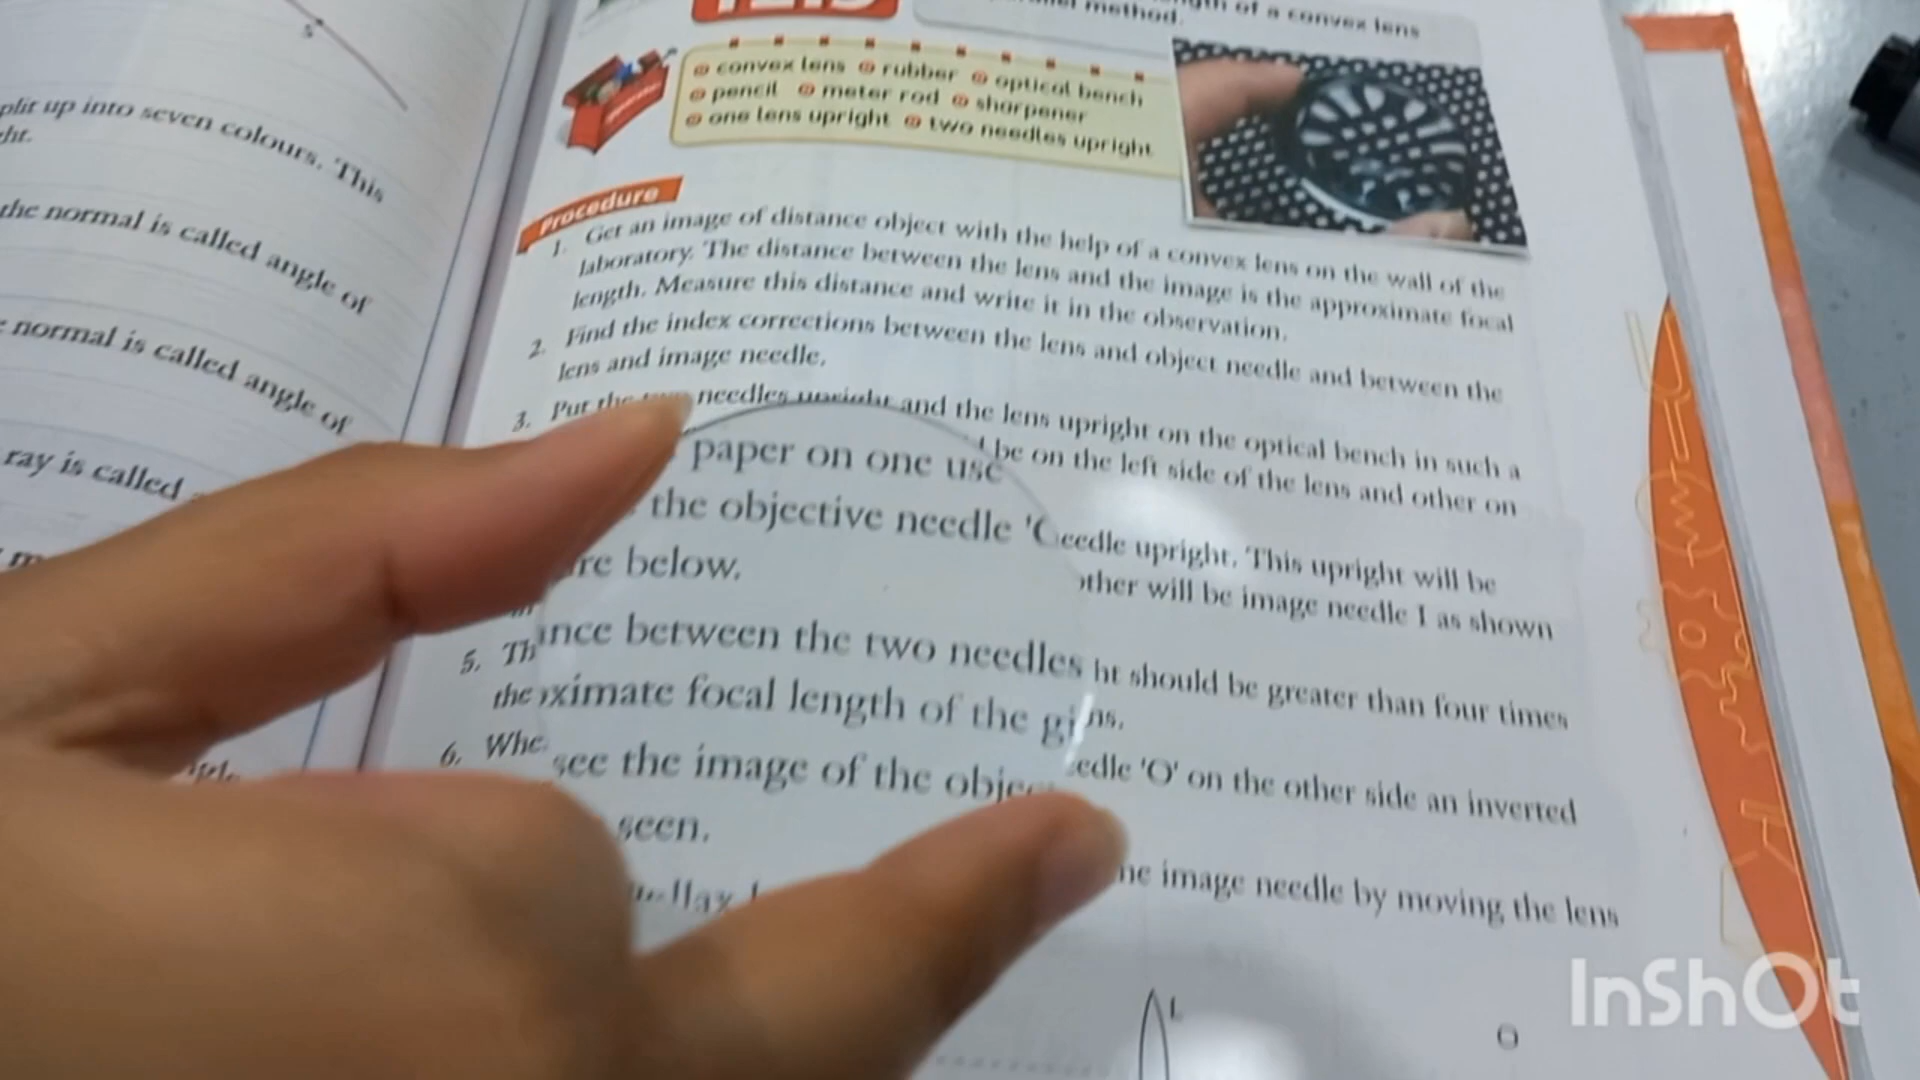 S
plit up into seven colours. This
ght.
the normal is called angle of
normal is called angle of
ray is called
length of a convex lens
method.
convex lens rubber optical bench
pencil meter rod sharpener
one lens upright two needles upright
Procedure
1. Get an image of distance object with the help of a convex lens on the wall of the
laboratory. The distance between the lens and the image is the approximate focal
length. Measure this distance and write it in the observation.
2. Find the index corrections between the lens and object needle and between the
lens and image needle.
3. Put the two needles upright and the lens upright on the optical bench in such a
be on the left side of the lens and other on
paper on one use
the objective needle 'O eedle upright. This upright will be
re below. other will be image needle I as shown
5. Th ince between the two needles ht should be greater than four times
the oximate focal length of the gi ns.
6. Whe see the image of the objec eedle 'O' on the other side an inverted
seen.
llax he image needle by moving the lens
L
O
InShOt